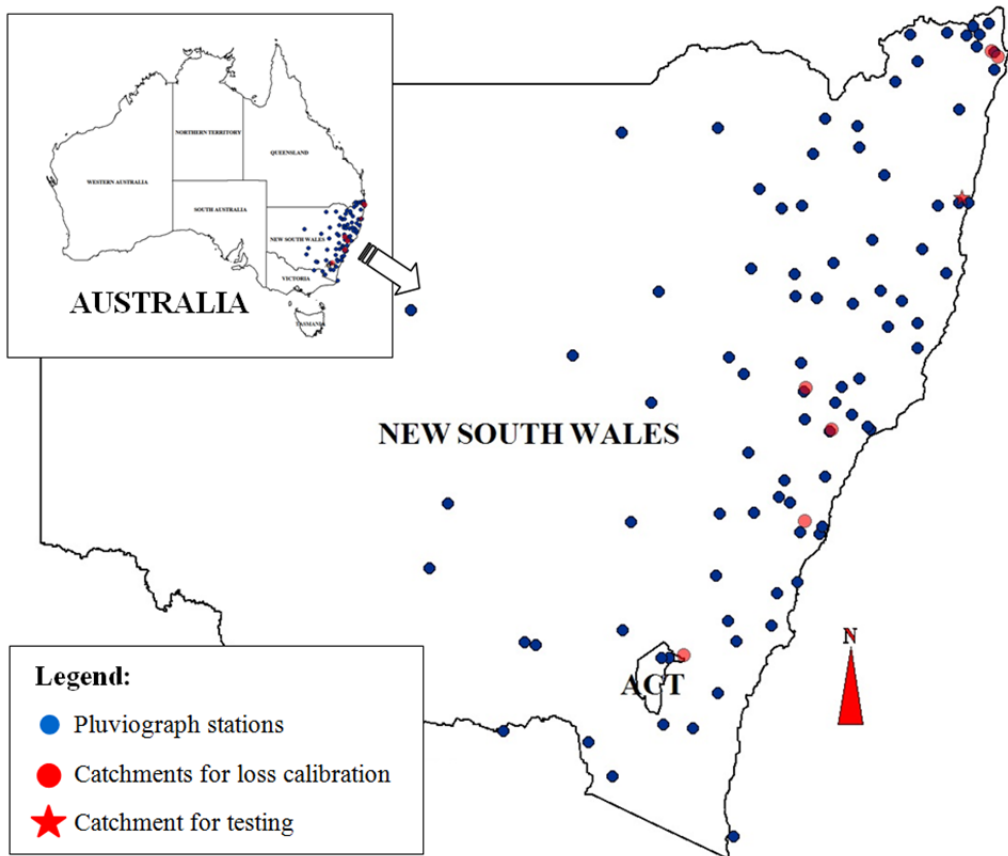 NORTHERN TERRITORY
QUEENSLAND
WESTERN AUSTRALIA
SOUTH AUSTRALIA
NEW SOUTH WALES
VICTORIA
AUSTRALIA
TASMANIA
NEW SOUTH WALES
ACT
N
Legend:
Pluviograph stations
Catchments for loss calibration
Catchment for testing